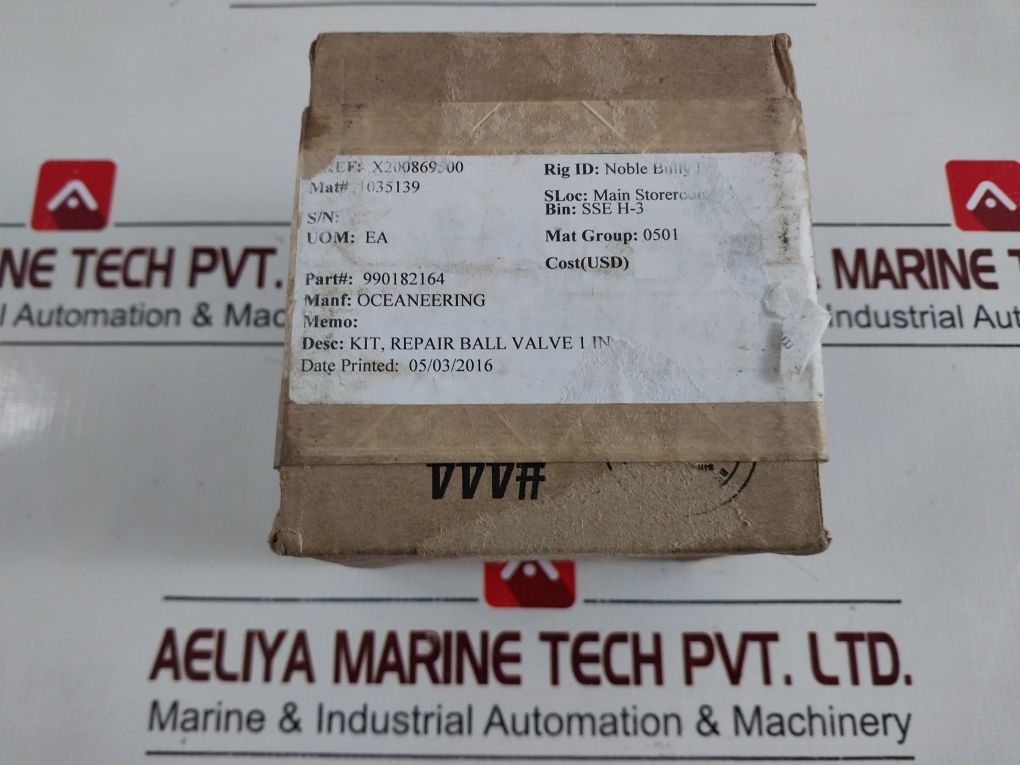 X200869500
Mat# 1035139
S/N:
UOM: EA
Part#: 990182164
Manf: OCEANEERING
Memo:
Desc: KIT, REPAIR BALL VALVE 1 IN
Date Printed: 05/03/2016
Rig ID: Noble Bully I
SLoc: Main Storeroom
Bin: SSE H-3
Mat Group: 0501
Cost(USD)
NE TECH PVT.
l Automation & Mac
MARINE
ndustrial Aut
AELIYA MARINE TECH PVT. LTD.
Marine & Industrial Automation & Machinery